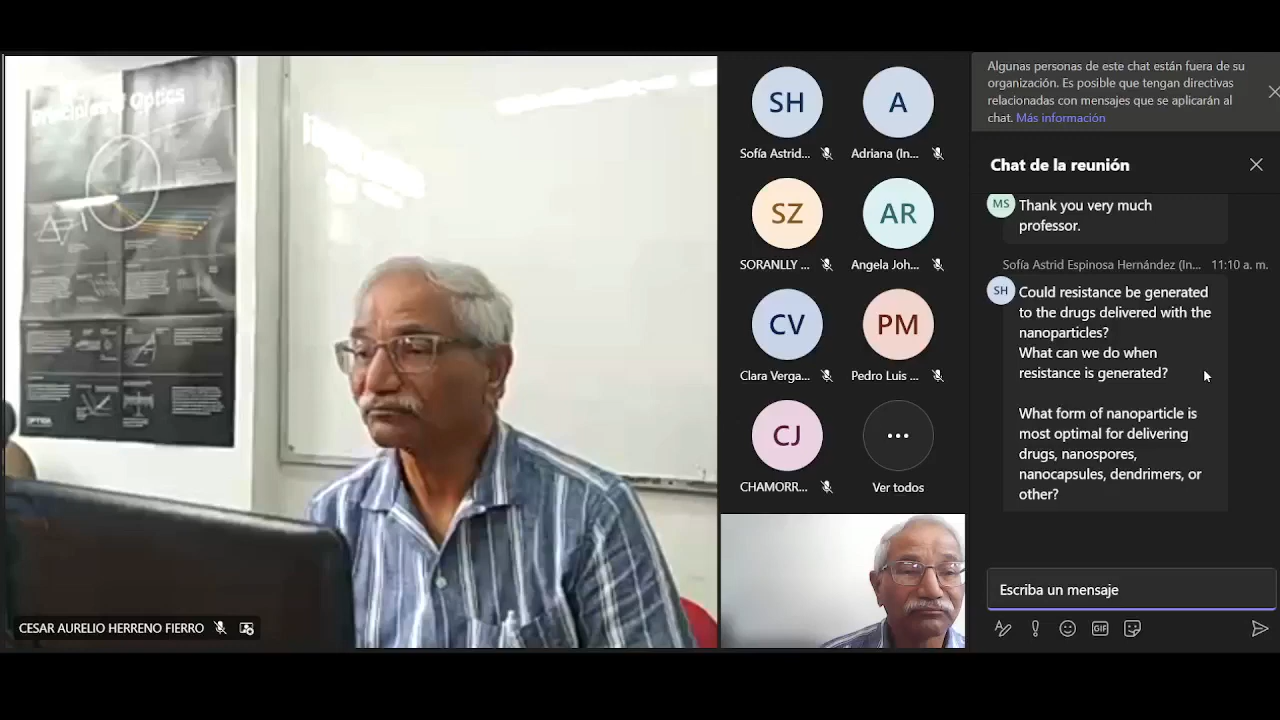 Principles of Optics
OPTICA
CESAR AURELIO HERRENO FIERRO
SH
Sofía Astrid...
A
Adriana (In...
SZ
SORANLLY ...
AR
Angela Joh...
CV
Clara Verga...
PM
Pedro Luis ...
CJ
CHAMORR...
Ver todos
Algunas personas de este chat están fuera de su
organización. Es posible que tengan directivas
relacionadas con mensajes que se aplicarán al
chat. Más información
Chat de la reunión
MS
Thank you very much
professor.
Sofía Astrid Espinosa Hernández (In... 11:10 a. m.
SH
Could resistance be generated
to the drugs delivered with the
nanoparticles?
What can we do when
resistance is generated?
What form of nanoparticle is
most optimal for delivering
drugs, nanospores,
nanocapsules, dendrimers, or
other?
Escriba un mensaje
GIF